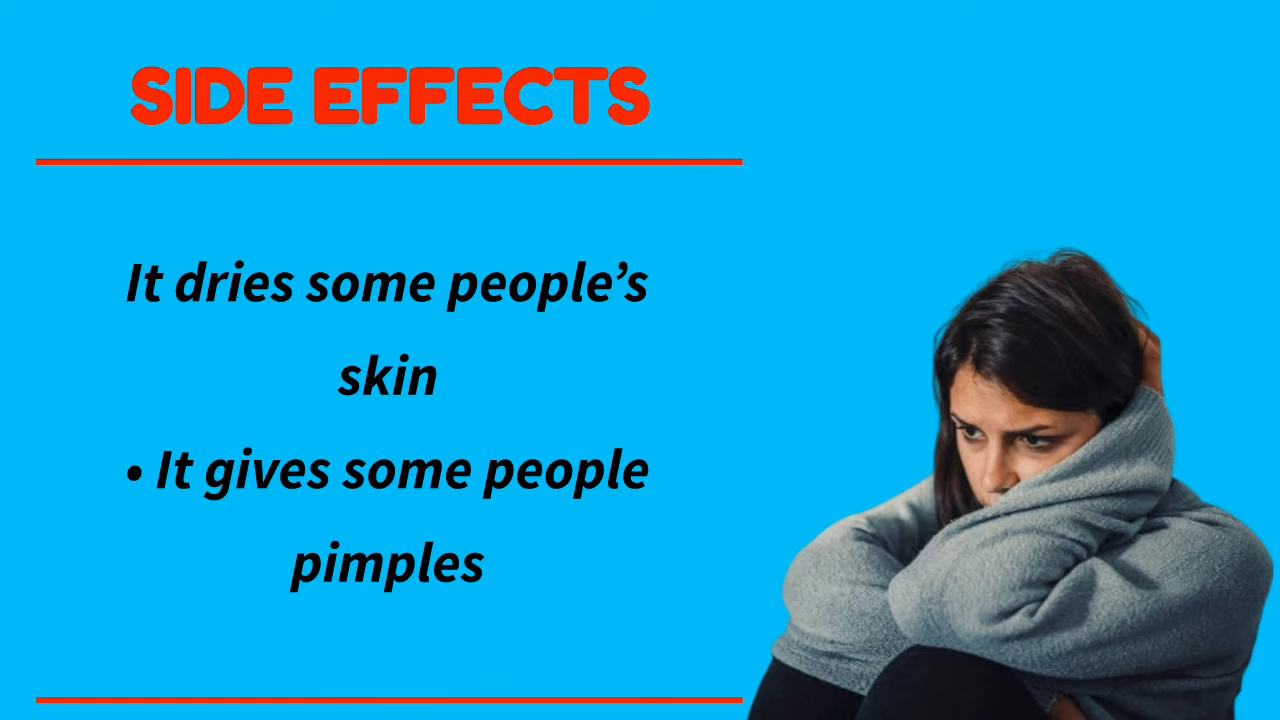 SIDE EFFECTS
It dries some people’s
skin
• It gives some people
pimples